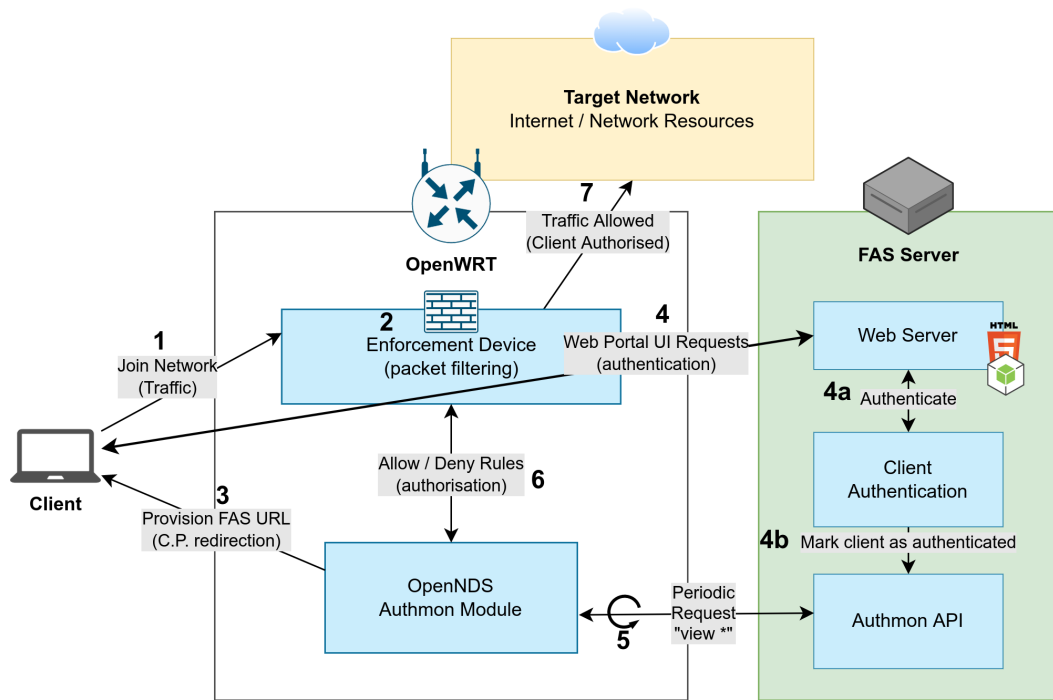 Target Network
Internet / Network Resources
7
Traffic Allowed
(Client Authorised)
OpenWRT
FAS Server
1
Join Network
(Traffic)
2
Enforcement Device
(packet filtering)
4
Web Portal UI Requests
(authentication)
Web Server
HTML
5
4a
Authenticate
Client
Allow / Deny Rules
(authorisation)
6
Client
Authentication
3
Provision FAS URL
(C.P. redirection)
4b
Mark client as authenticated
OpenNDS
Authmon Module
5
Periodic
Request
"view *"
Authmon API